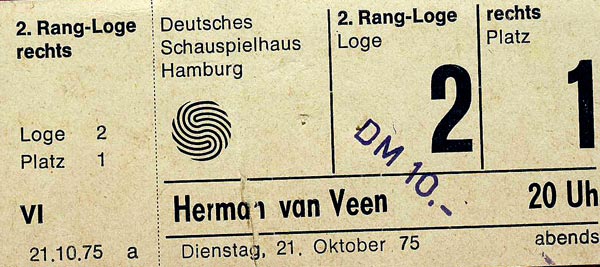 2. Rang-Loge
rechts
Loge 2
Platz 1
VI
21.10.75 a
Deutsches
Schauspielhaus
Hamburg
2. Rang-Loge
Loge
2
rechts
Platz
1
DM 10.-
Herman van Veen
20 Uh
Dienstag, 21. Oktober 75
abends